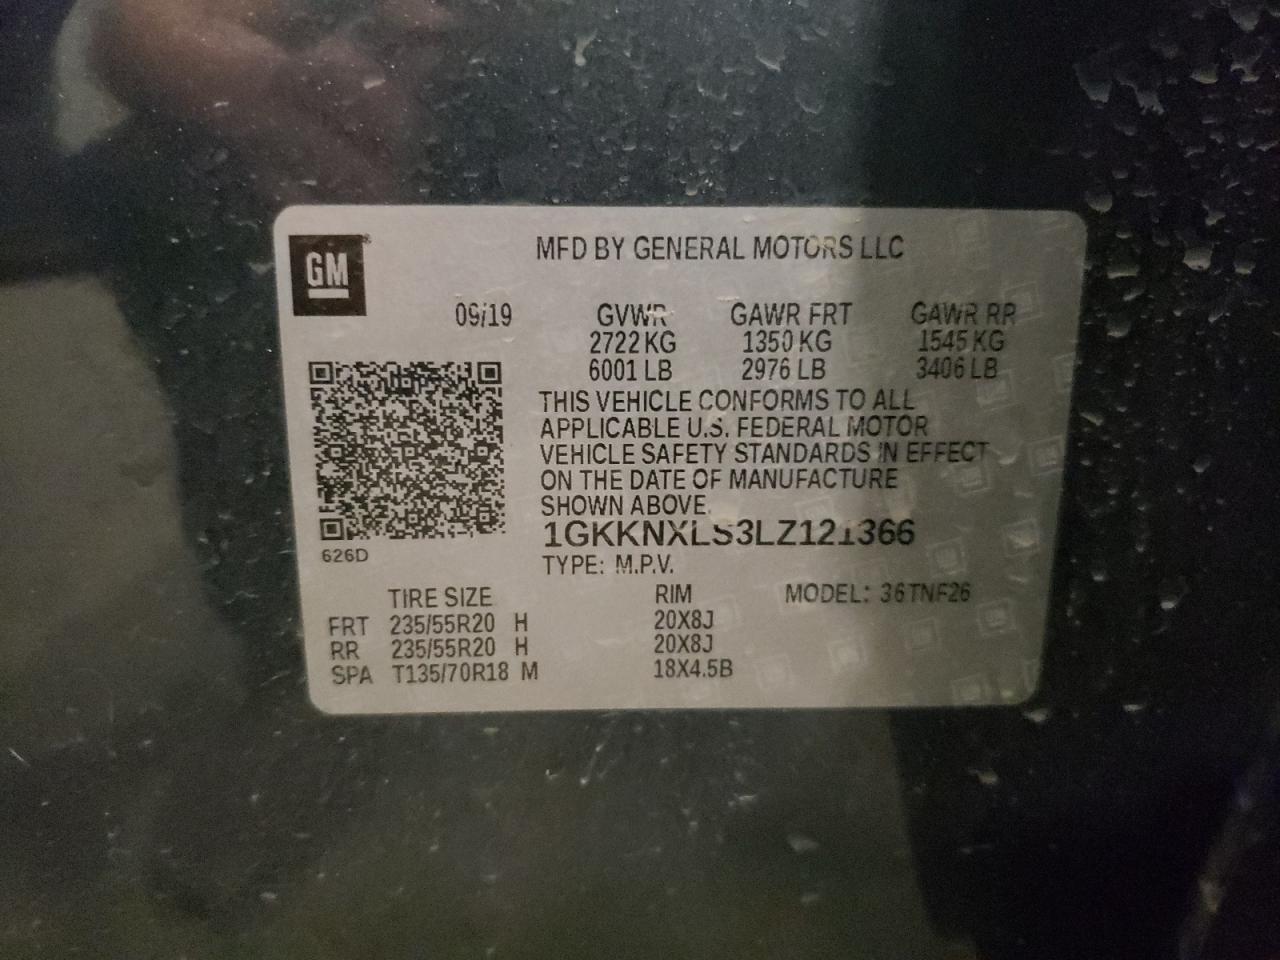 GM
MFD BY GENERAL MOTORS LLC
09/19 GVWR GAWR FRT GAWR RR
2722 KG 1350 KG 1545 KG
6001 LB 2976 LB 3406 LB
THIS VEHICLE CONFORMS TO ALL
APPLICABLE U.S. FEDERAL MOTOR
VEHICLE SAFETY STANDARDS IN EFFECT
ON THE DATE OF MANUFACTURE
SHOWN ABOVE.
1GKKNXLS3LZ121366
626D
TYPE: M.P.V.
TIRE SIZE RIM MODEL: 36TNF26
FRT 235/55R20 H 20X8J
RR 235/55R20 H 20X8J
SPA T135/70R18 M 18X4.5B